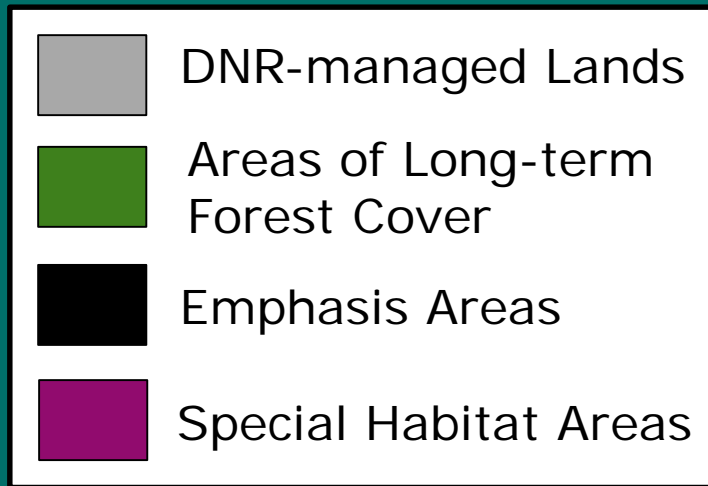 DNR-managed Lands
Areas of Long-term
Forest Cover
Emphasis Areas
Special Habitat Areas